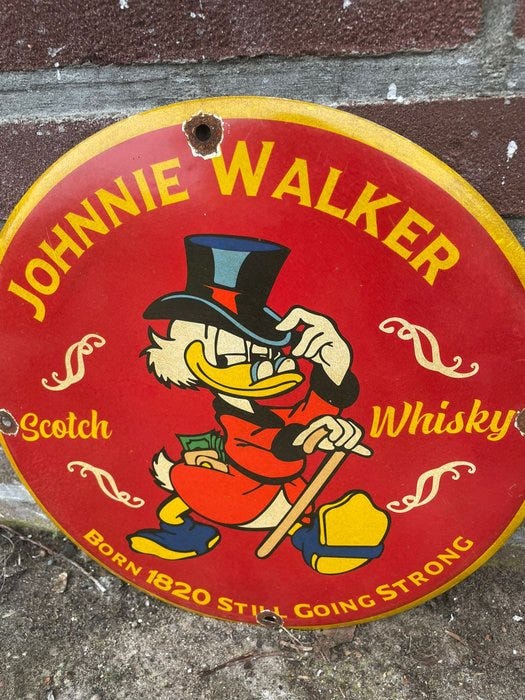 JOHNNIE WALKER
Scotch Whisky
BORN 1820 STILL GOING STRONG